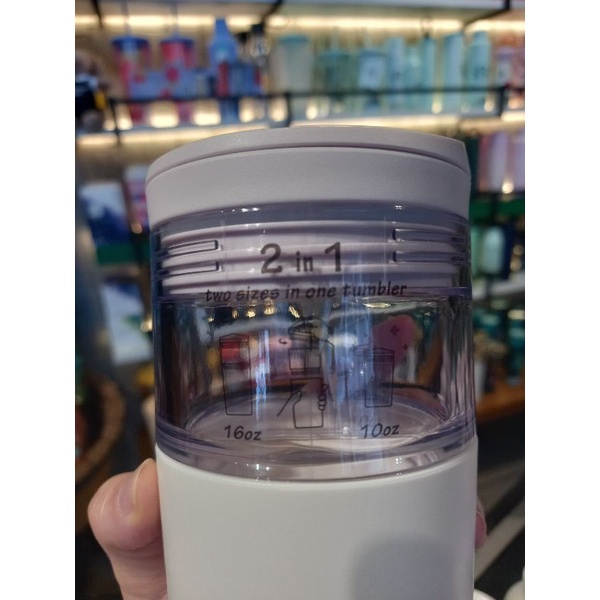 2 in 1
two sizes in one tumbler
16oz 10oz